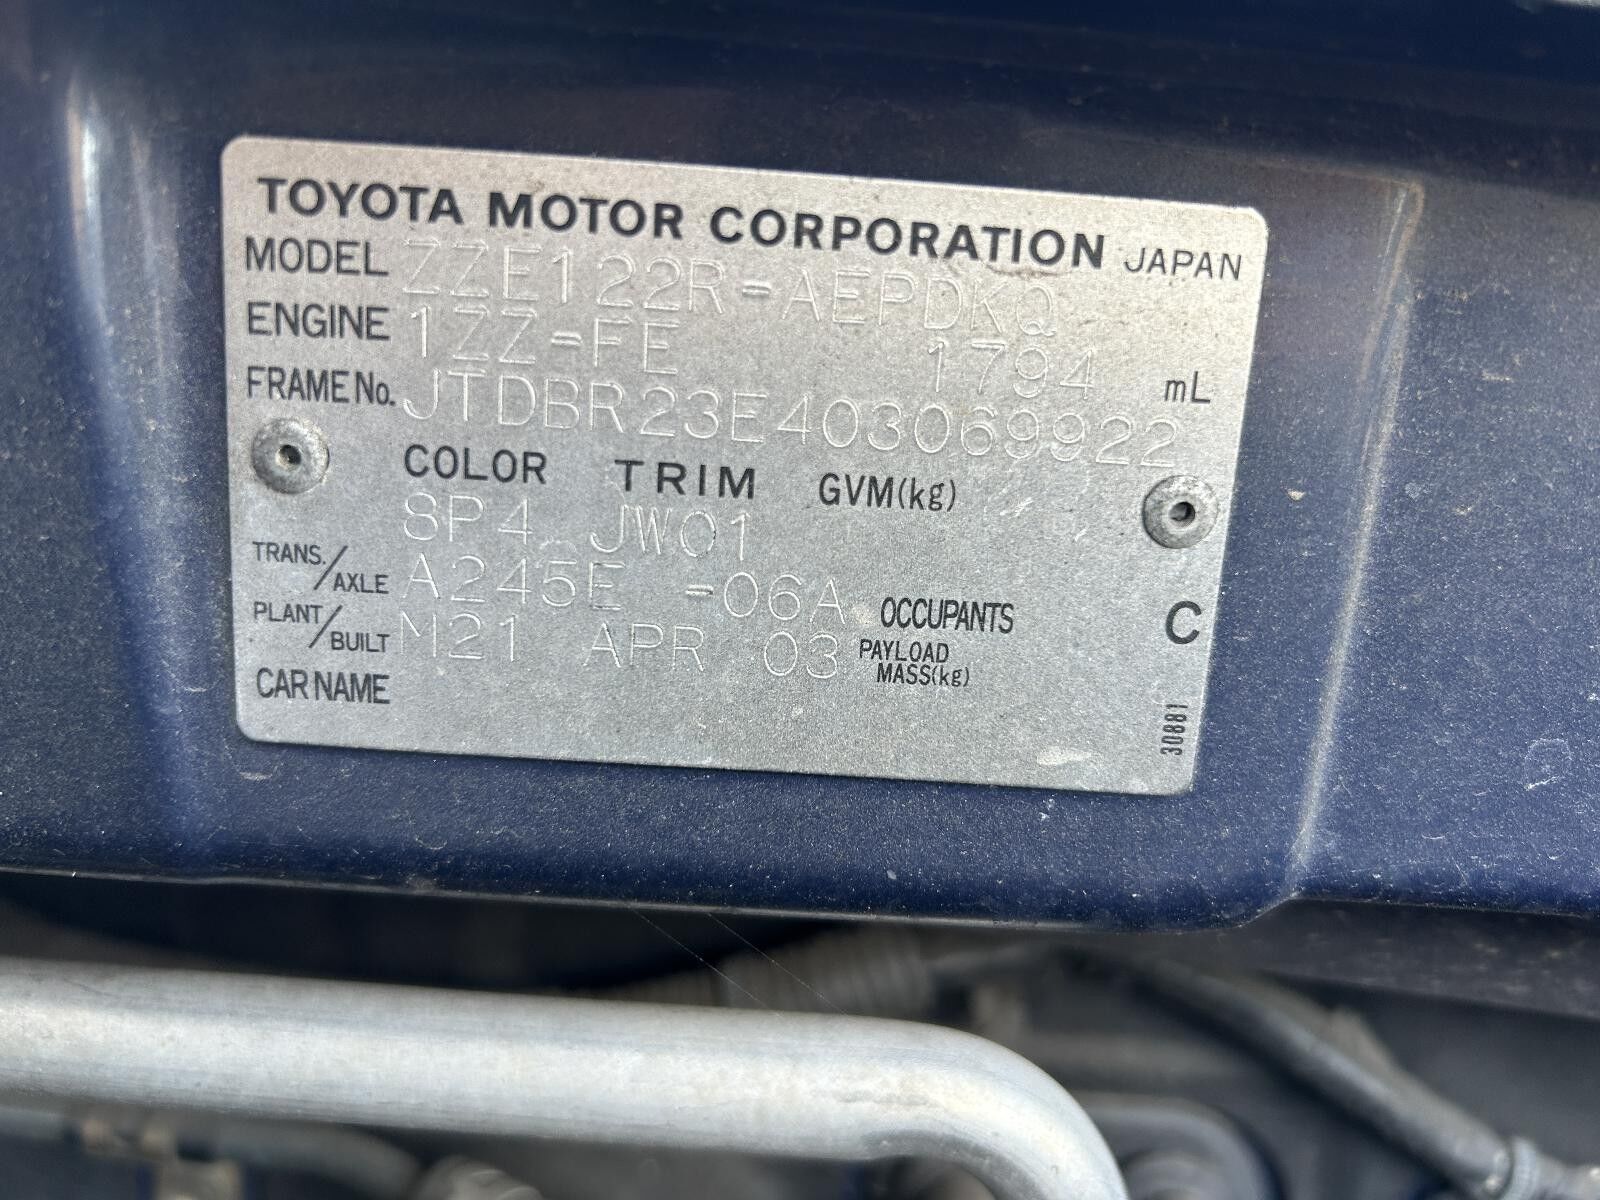 TOYOTA MOTOR CORPORATION JAPAN
MODEL ZZE122R-AEPDKQ
ENGINE 1ZZ-FE 1794 mL
FRAME No. JTDBR23E403069922
COLOR TRIM GVM(kg)
8P4 JW01
TRANS./AXLE A245E -06A OCCUPANTS C
PLANT/BUILT M21 APR 03 PAYLOAD MASS(kg)
CAR NAME
30881